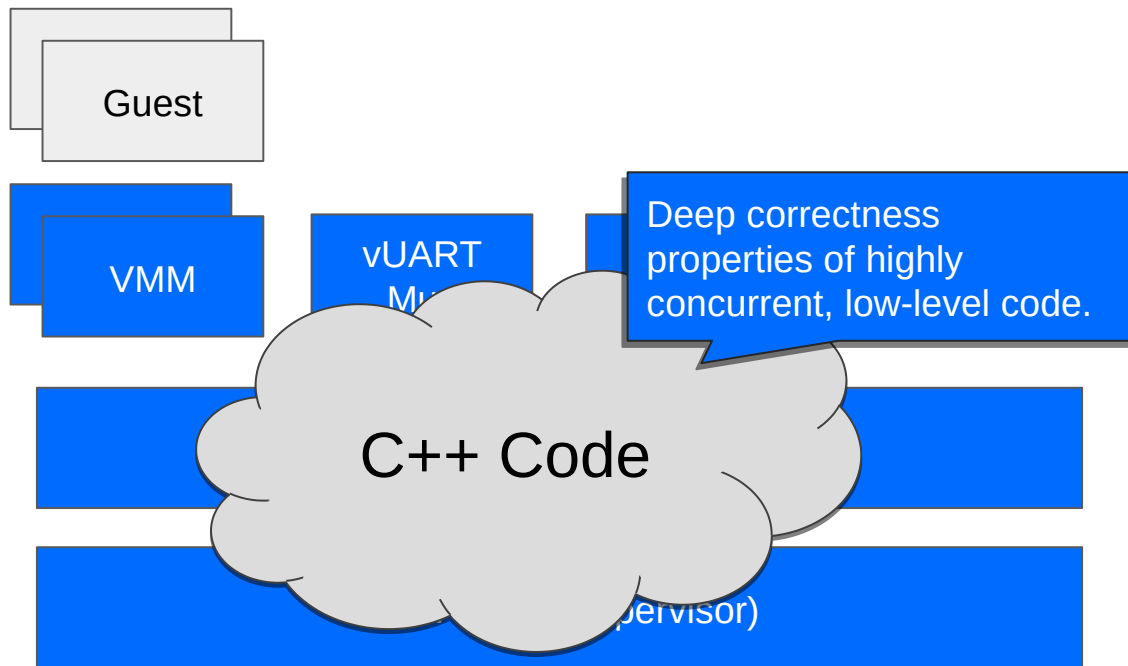 Guest
Deep correctness
properties of highly
concurrent, low-level code.
vUART
VMM
C++ Code